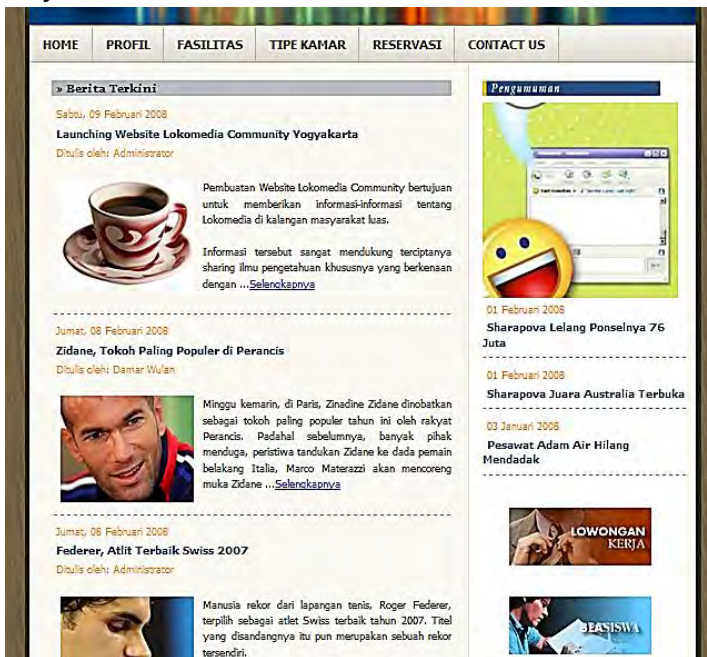 HOME PROFIL FASILITAS TIPE KAMAR RESERVASI CONTACT US
» Berita Terkini
Sabtu, 09 Februari 2008
Launching Website Lokomedia Community Yogyakarta
Ditulis oleh: Administrator
Pembuatan Website Lokomedia Community bertujuan
untuk memberikan informasi-informasi tentang
Lokomedia di kalangan masyarakat luas.
Informasi tersebut sangat mendukung terciptanya
sharing ilmu pengetahuan khususnya yang berkenaan
dengan ...Selengkapnya
Jumat, 08 Februari 2008
Zidane, Tokoh Paling Populer di Perancis
Ditulis oleh: Damar Wulan
Minggu kemarin, di Paris, Zinadine Zidane dinobatkan
sebagai tokoh paling populer tahun ini oleh rakyat
Perancis. Padahal sebelumnya, banyak pihak
menduga, peristiwa tandukan Zidane ke dada pemain
belakang Italia, Marco Materazzi akan mencoreng
muka Zidane ...Selengkapnya
Jumat, 08 Februari 2008
Federer, Atlit Terbaik Swiss 2007
Ditulis oleh: Administrator
Manusia rekor dari lapangan tenis, Roger Federer,
terpilih sebagai atlet Swiss terbaik tahun 2007. Titel
yang disandangnya itu pun merupakan sebuah rekor
tersendiri.
Pengumuman
01 Februari 2008
Sharapova Lelang Ponselnya 76
Juta
01 Februari 2008
Sharapova Juara Australia Terbuka
03 Januari 2008
Pesawat Adam Air Hilang
Mendadak
LOWONGAN
KERJA
BEASISWA